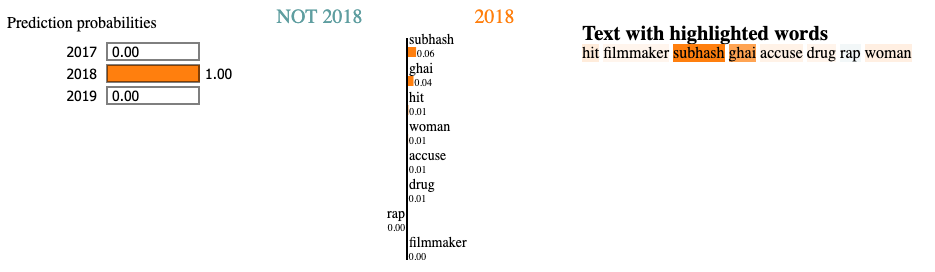 Prediction probabilities
2017 0.00
2018 1.00
2019 0.00
NOT 2018 2018
subhash
0.06
ghai
0.04
hit
0.01
woman
0.01
accuse
0.01
drug
0.01
rap
0.00
filmmaker
0.00
Text with highlighted words
hit filmmaker subhash ghai accuse drug rap woman